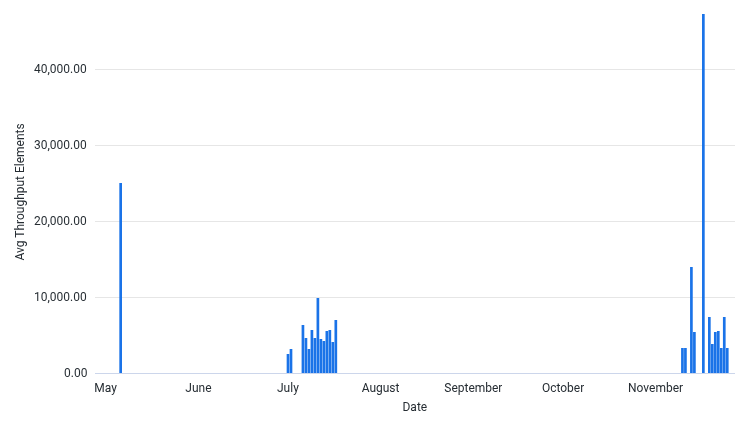 40,000.00
30,000.00
20,000.00
10,000.00
0.00
Avg Throughput Elements
May June July August September October November
Date